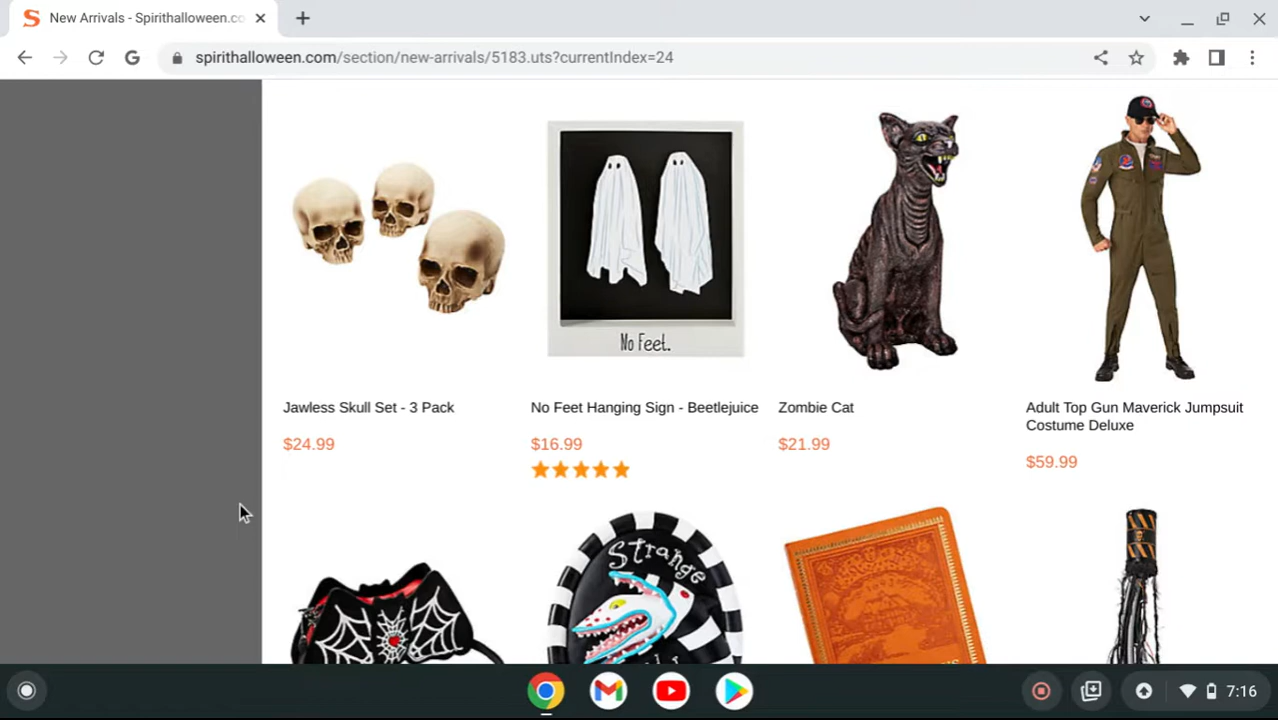 New Arrivals - Spirithalloween.co
spirithalloween.com/section/new-arrivals/5183.uts?currentIndex=24
No Feet.
Jawless Skull Set - 3 Pack
$24.99
No Feet Hanging Sign - Beetlejuice
$16.99
Zombie Cat
$21.99
Adult Top Gun Maverick Jumpsuit
Costume Deluxe
$59.99
Strange
7:16